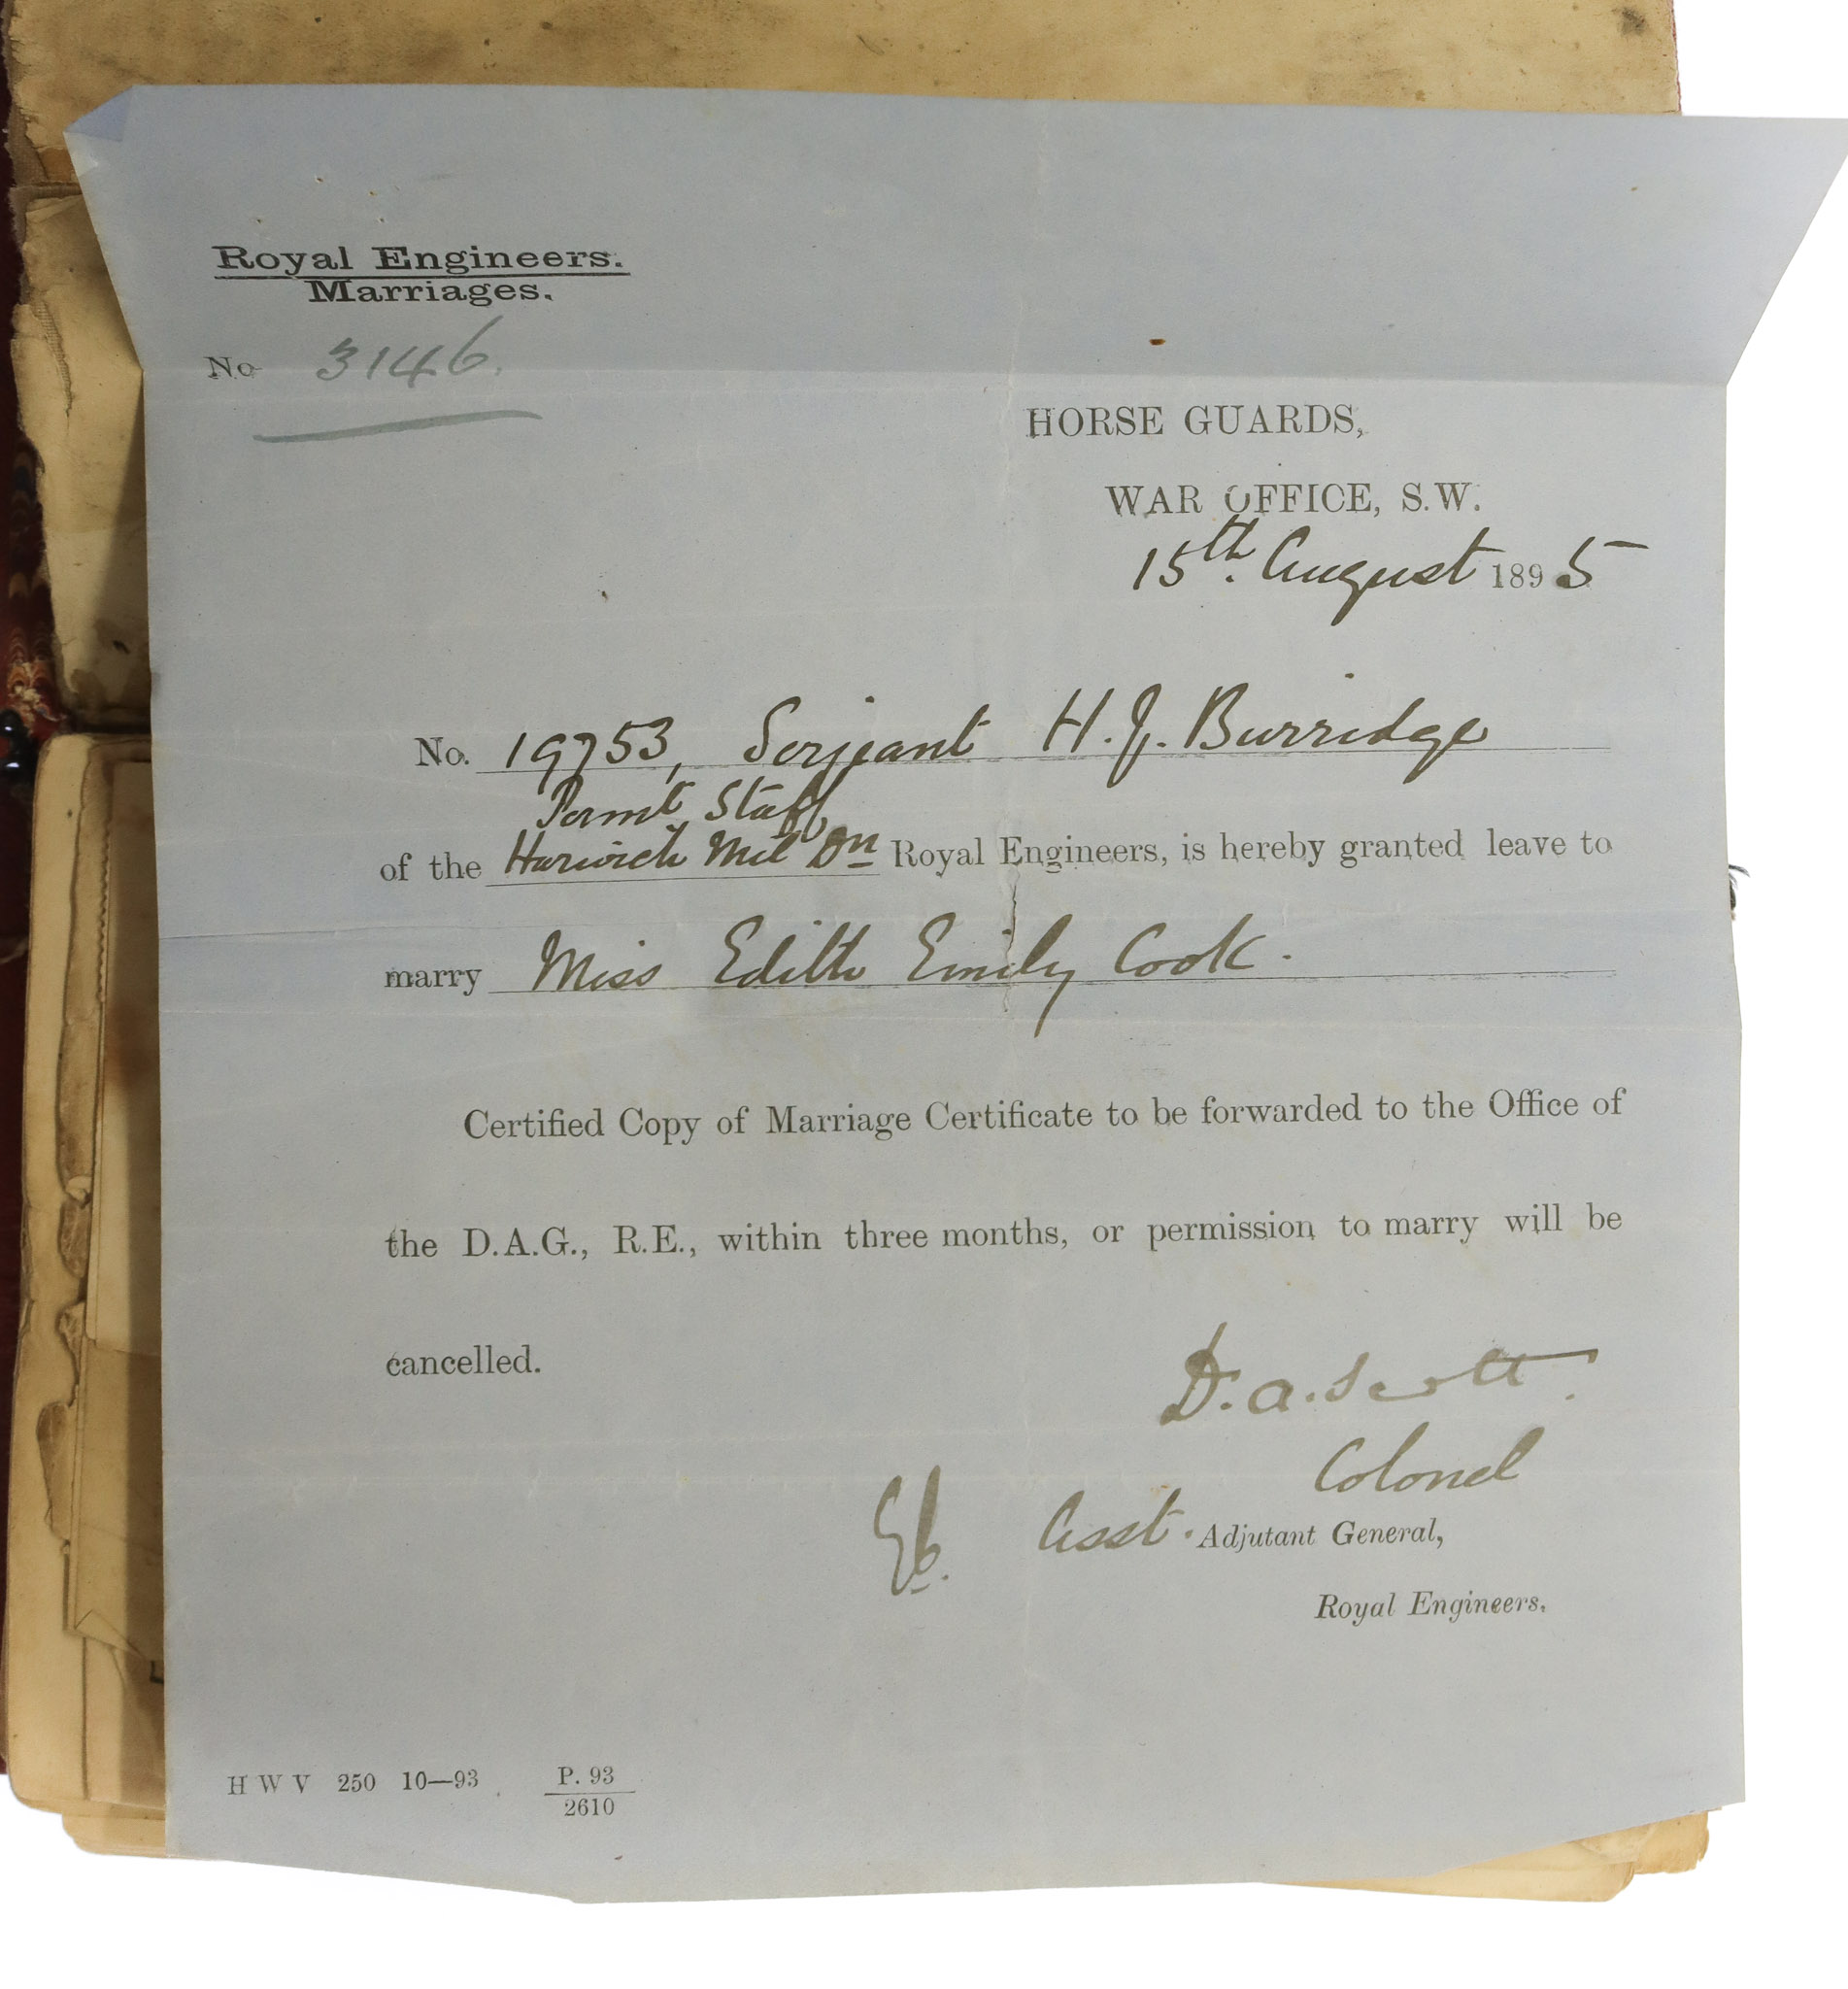 Royal Engineers.
Marriages.
No 3146.
HORSE GUARDS,
WAR OFFICE, S.W.
15th. August 1895
No. 19753, Serjeant H. J. Burridge
Permt Staff
of the Harwich Mil Dn Royal Engineers, is hereby granted leave to
marry Miss Edith Emily Cook.
Certified Copy of Marriage Certificate to be forwarded to the Office of
the D.A.G., R.E., within three months, or permission to marry will be
cancelled.
D. A. Scott.
Colonel
Asst. Adjutant General,
Royal Engineers.
H W V 250 10—93 P. 93
2610